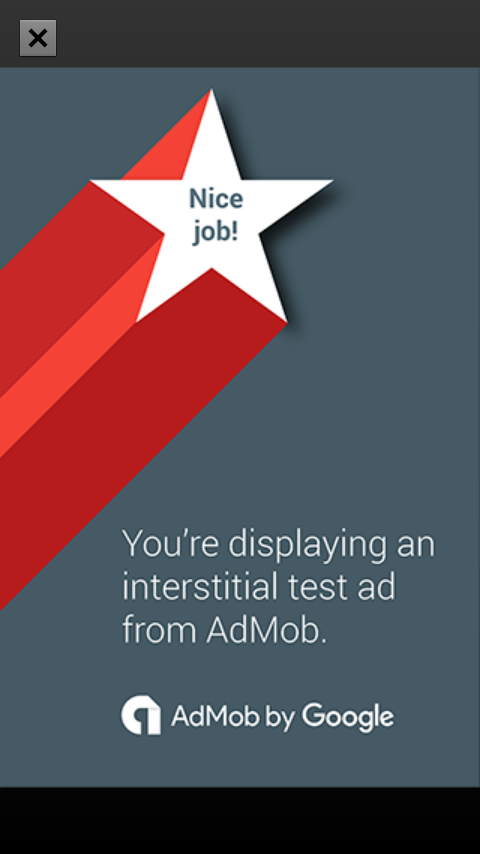 Nice
job!
You're displaying an
interstitial test ad
from AdMob.
AdMob by Google